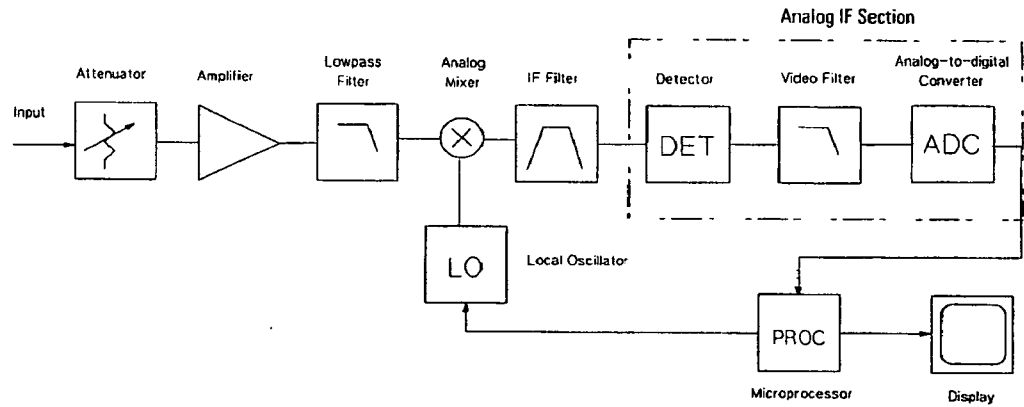 Analog IF Section
Attenuator
Amplifier
Lowpass
Filter
Analog
Mixer
IF Filter
Detector
Video Filter
Analog-to-digital
Converter
Input
DET
ADC
LO
Local Oscillator
PROC
Microprocessor
Display